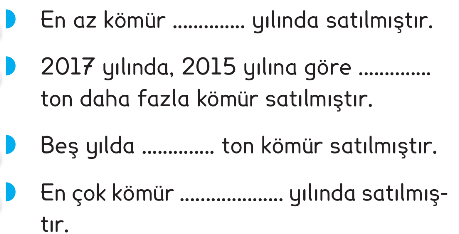 En az kömür .............. yılında satılmıştır.
2017 yılında, 2015 yılına göre ..............
ton daha fazla kömür satılmıştır.
Beş yılda .............. ton kömür satılmıştır.
En çok kömür .................... yılında satılmış-
tır.